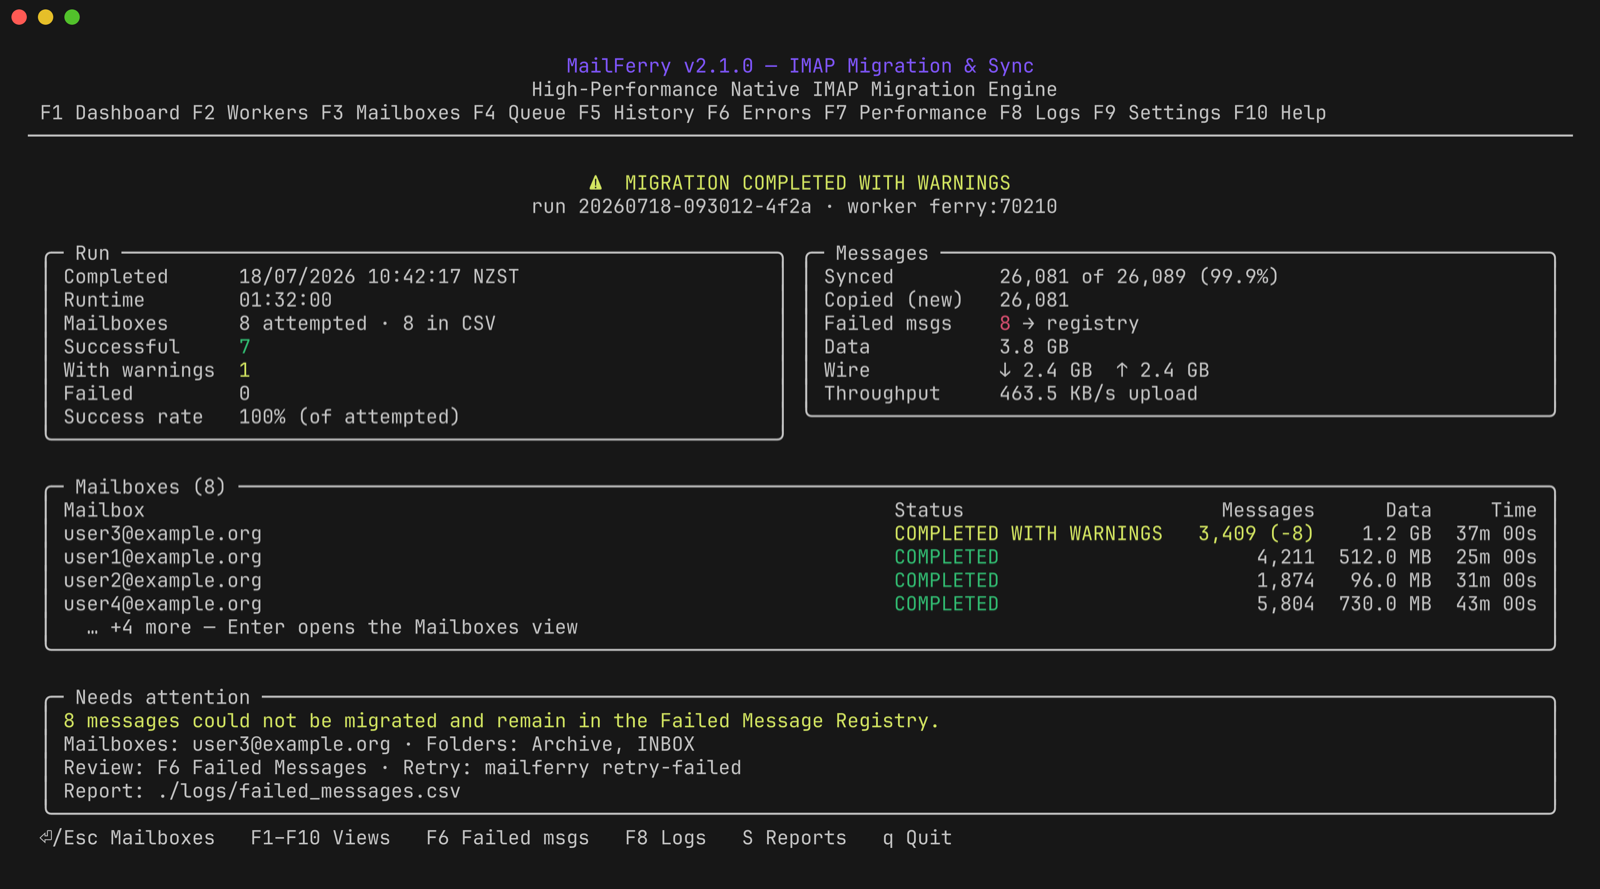 MailFerry v2.1.0 — IMAP Migration & Sync
High-Performance Native IMAP Migration Engine
F1 Dashboard F2 Workers F3 Mailboxes F4 Queue F5 History F6 Errors F7 Performance F8 Logs F9 Settings F10 Help
⚠ MIGRATION COMPLETED WITH WARNINGS
run 20260718-093012-4f2a · worker ferry:70210
Run
Completed 18/07/2026 10:42:17 NZST
Runtime 01:32:00
Mailboxes 8 attempted · 8 in CSV
Successful 7
With warnings 1
Failed 0
Success rate 100% (of attempted)
Messages
Synced 26,081 of 26,089 (99.9%)
Copied (new) 26,081
Failed msgs 8 → registry
Data 3.8 GB
Wire ↓ 2.4 GB ↑ 2.4 GB
Throughput 463.5 KB/s upload
Mailboxes (8)
Mailbox Status Messages Data Time
user3@example.org COMPLETED WITH WARNINGS 3,409 (-8) 1.2 GB 37m 00s
user1@example.org COMPLETED 4,211 512.0 MB 25m 00s
user2@example.org COMPLETED 1,874 96.0 MB 31m 00s
user4@example.org COMPLETED 5,804 730.0 MB 43m 00s
… +4 more — Enter opens the Mailboxes view
Needs attention
8 messages could not be migrated and remain in the Failed Message Registry.
Mailboxes: user3@example.org · Folders: Archive, INBOX
Review: F6 Failed Messages · Retry: mailferry retry-failed
Report: ./logs/failed_messages.csv
⏎/Esc Mailboxes F1–F10 Views F6 Failed msgs F8 Logs S Reports q Quit